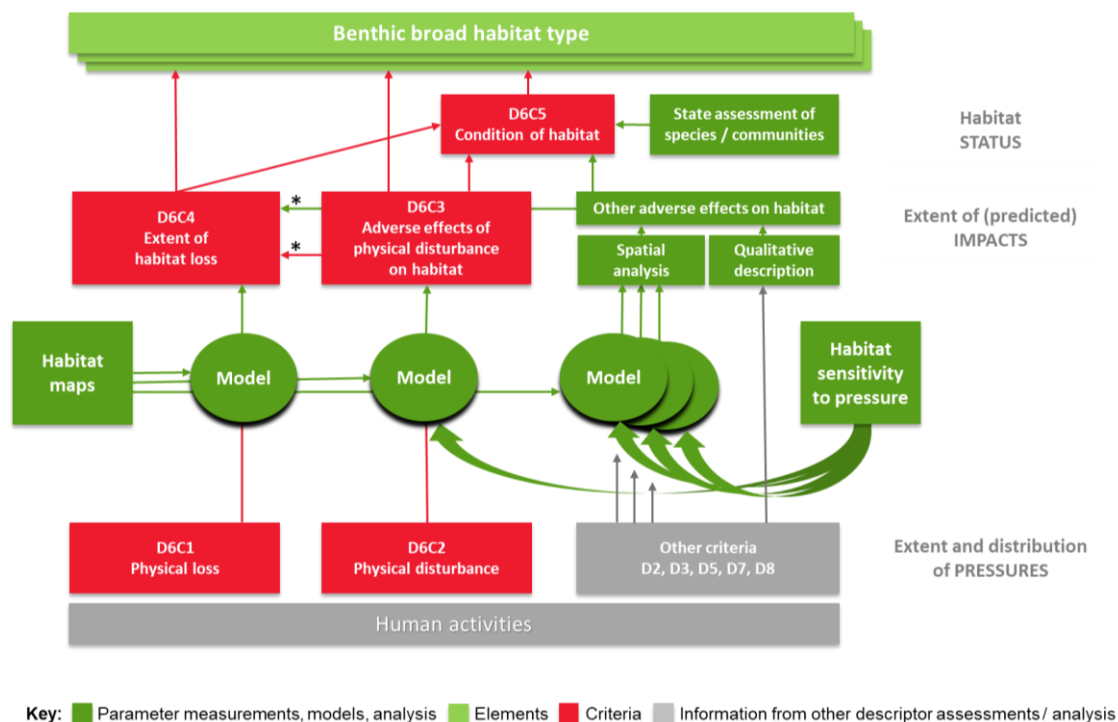 Benthic broad habitat type
D6C5
Condition of habitat
State assessment of
species / communities
Habitat
STATUS
D6C4
Extent of
habitat loss
*
*
D6C3
Adverse effects of
physical disturbance
on habitat
Other adverse effects on habitat
Spatial
analysis
Qualitative
description
Extent of (predicted)
IMPACTS
Habitat
maps
Model
Model
Model
Habitat
sensitivity
to pressure
D6C1
Physical loss
D6C2
Physical disturbance
Other criteria
D2, D3, D5, D7, D8
Extent and distribution
of PRESSURES
Human activities
Key: Parameter measurements, models, analysis Elements Criteria Information from other descriptor assessments / analysis